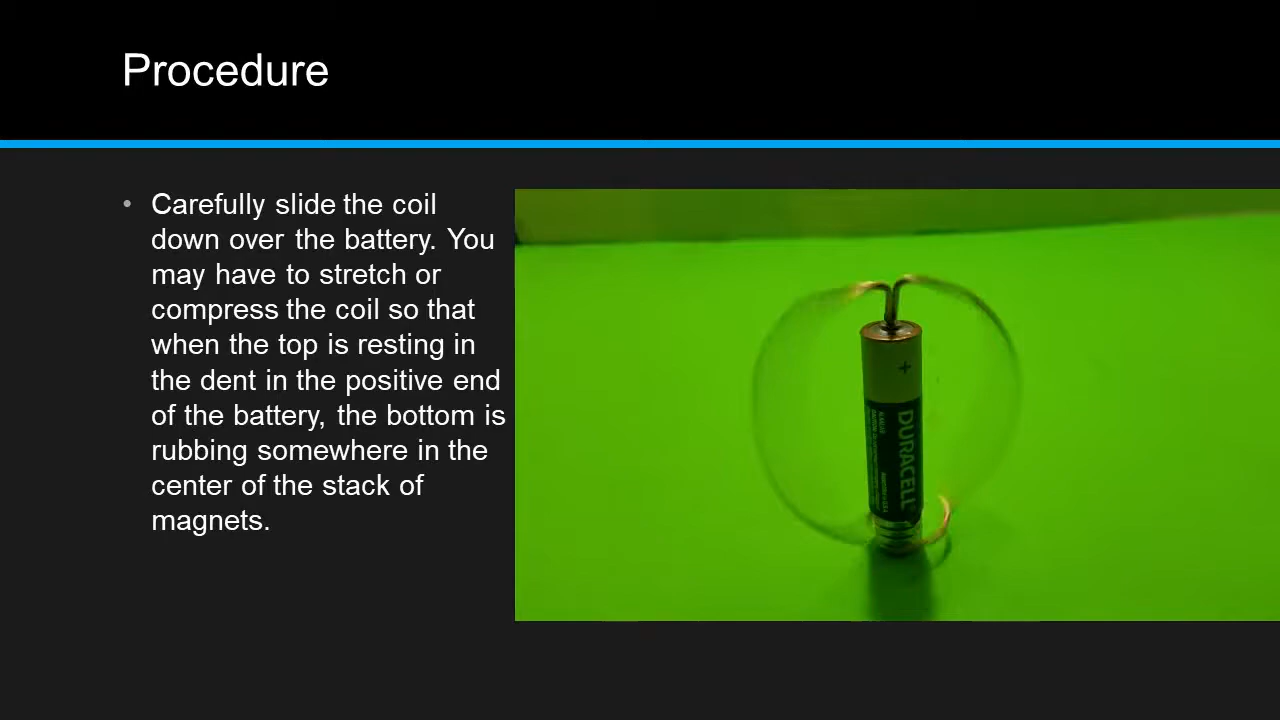 Procedure
• Carefully slide the coil
down over the battery. You
may have to stretch or
compress the coil so that
when the top is resting in
the dent in the positive end
of the battery, the bottom is
rubbing somewhere in the
center of the stack of
magnets.
+
DURACELL